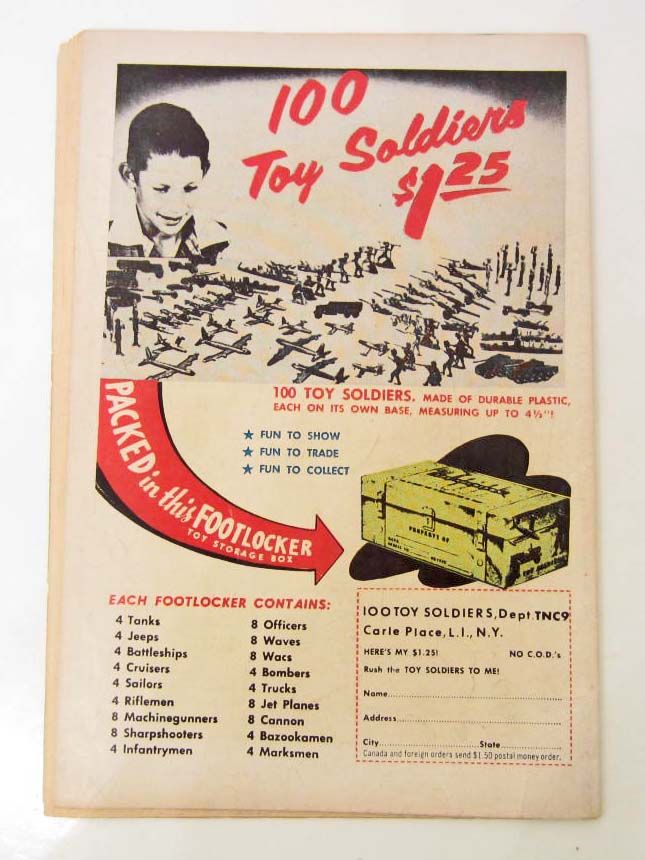 100
Toy Soldiers
$1.25
100 TOY SOLDIERS. MADE OF DURABLE PLASTIC,
EACH ON ITS OWN BASE, MEASURING UP TO 4½"!
PACKED in this FOOTLOCKER
TOY STORAGE BOX
★ FUN TO SHOW
★ FUN TO TRADE
★ FUN TO COLLECT
PROPERTY OF
EACH FOOTLOCKER CONTAINS:
4 Tanks
4 Jeeps
4 Battleships
4 Cruisers
4 Sailors
4 Riflemen
8 Machinegunners
8 Sharpshooters
4 Infantrymen
8 Officers
8 Waves
8 Wacs
4 Bombers
4 Trucks
8 Jet Planes
8 Cannon
4 Bazookamen
4 Marksmen
100 TOY SOLDIERS, Dept. TNC9
Carle Place, L.I., N.Y.
HERE'S MY $1.25! NO C.O.D.'s
Rush the TOY SOLDIERS TO ME!
Name
Address
City State
Canada and foreign orders send $1.50 postal money order.